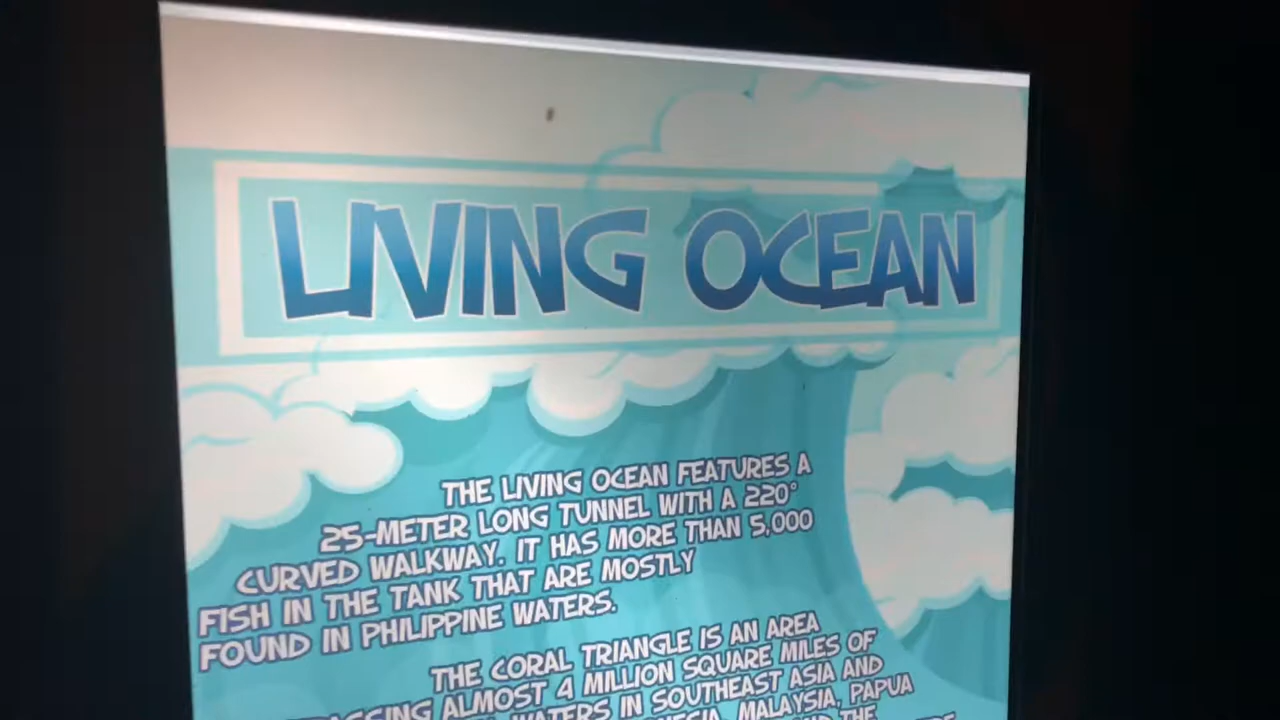 LIVING OCEAN
THE LIVING OCEAN FEATURES A
25-METER LONG TUNNEL WITH A 220°
CURVED WALKWAY. IT HAS MORE THAN 5,000
FISH IN THE TANK THAT ARE MOSTLY
FOUND IN PHILIPPINE WATERS.
THE CORAL TRIANGLE IS AN AREA
ALMOST 4 MILLION SQUARE MILES OF
WATERS IN SOUTHEAST ASIA AND
MALAYSIA, PAPUA
THE